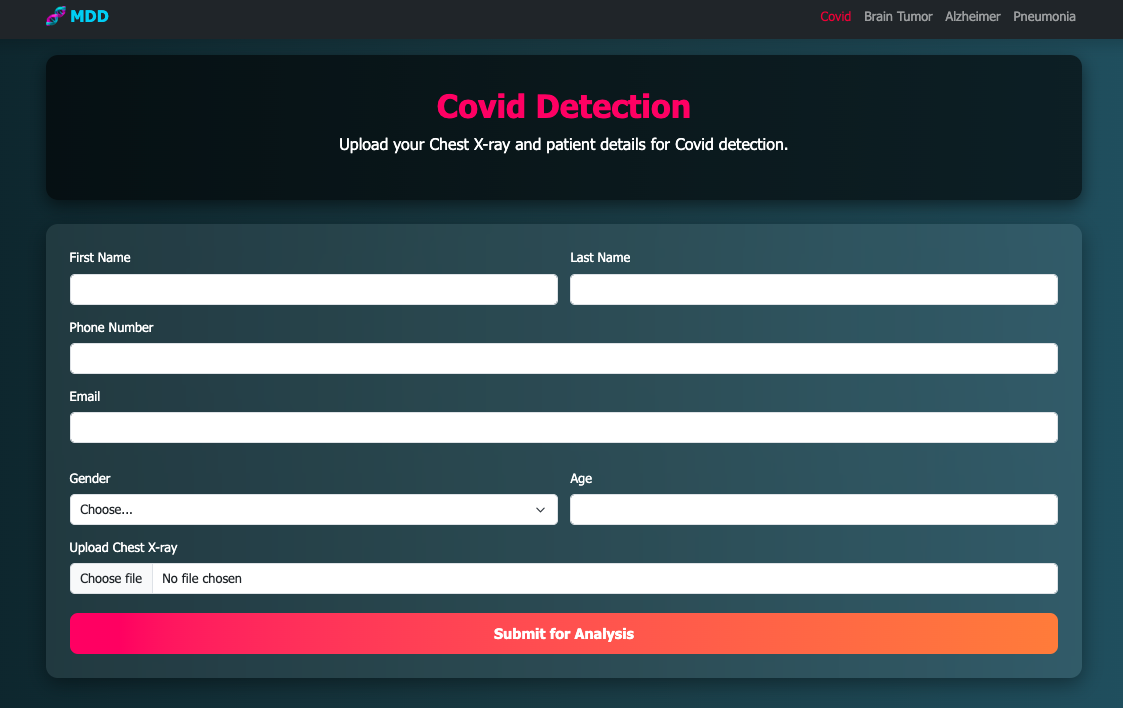 MDD
Covid Brain Tumor Alzheimer Pneumonia
Covid Detection
Upload your Chest X-ray and patient details for Covid detection.
First Name Last Name
Phone Number
Email
Gender Age
Choose...
Upload Chest X-ray
Choose file No file chosen
Submit for Analysis